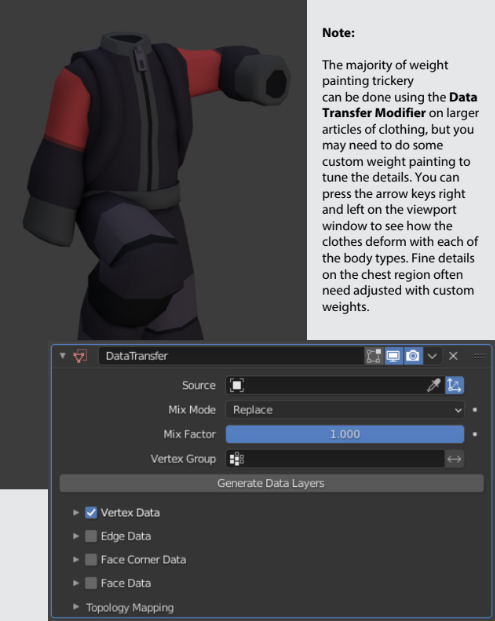 Note:
The majority of weight
painting trickery
can be done using the Data
Transfer Modifier on larger
articles of clothing, but you
may need to do some
custom weight painting to
tune the details. You can
press the arrow keys right
and left on the viewport
window to see how the
clothes deform with each of
the body types. Fine details
on the chest region often
need adjusted with custom
weights.
DataTransfer
Source
Mix Mode Replace
Mix Factor 1.000
Vertex Group
Generate Data Layers
Vertex Data
Edge Data
Face Corner Data
Face Data
Topology Mapping